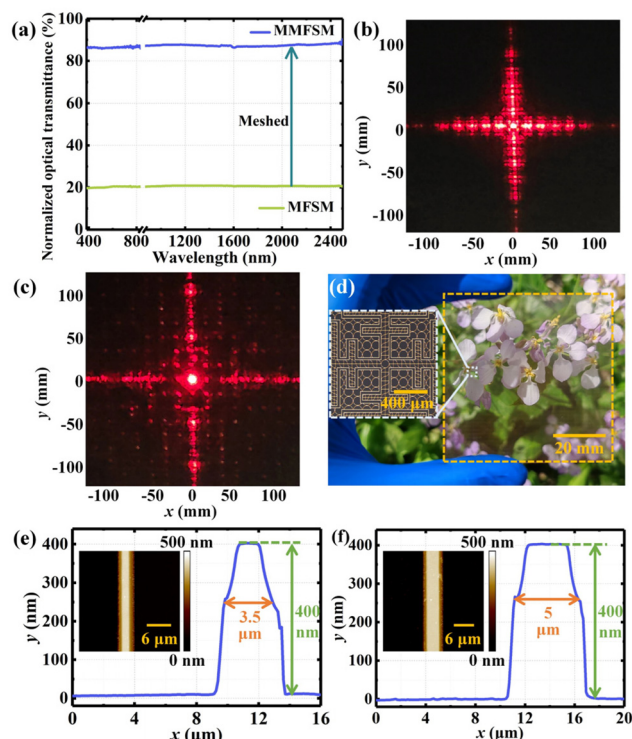 (a)
Normalized optical transmittance (%)
100
80
60
40
20
0
MMFSM
Meshed
MFSM
400
800
1200
1600
2000
2400
Wavelength (nm)
(b)
y (mm)
100
50
0
-50
-100
-100
-50
0
50
100
x (mm)
(c)
y (mm)
100
50
0
-50
-100
-100
-50
0
50
100
x (mm)
(d)
400 μm
20 mm
(e)
y (nm)
400
300
200
100
0
500 nm
6 μm
0 nm
3.5
μm
400
nm
0
4
8
12
16
x (μm)
(f)
y (nm)
400
300
200
100
0
500 nm
6 μm
0 nm
5
μm
400
nm
0
4
8
12
16
20
x (μm)